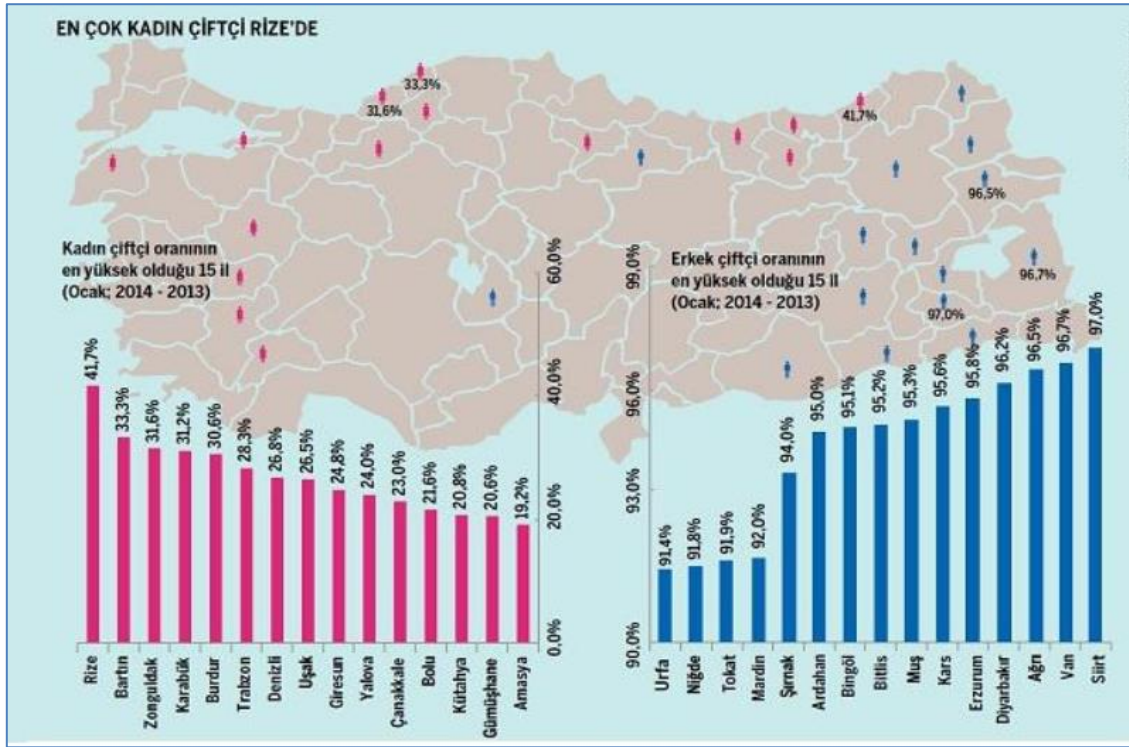 EN ÇOK KADIN ÇİFTÇİ RİZE'DE
33,3%
31,6%
41,7%
96,5%
96,7%
97,0%
Kadın çiftçi oranının
en yüksek olduğu 15 il
(Ocak; 2014 - 2013)
41,7%
33,3%
31,6%
31,2%
30,6%
28,3%
26,8%
26,5%
24,8%
24,0%
23,0%
21,6%
20,8%
20,6%
19,2%
60,0%
40,0%
20,0%
0,0%
Rize
Bartın
Zonguldak
Karabük
Burdur
Trabzon
Denizli
Uşak
Giresun
Yalova
Çanakkale
Bolu
Kütahya
Gümüşhane
Amasya
Erkek çiftçi oranının
en yüksek olduğu 15 il
(Ocak; 2014 - 2013)
99,0%
96,0%
93,0%
90,0%
91,4%
91,8%
91,9%
92,0%
94,0%
95,0%
95,1%
95,2%
95,3%
95,6%
95,8%
96,2%
96,5%
96,7%
97,0%
Urfa
Niğde
Tokat
Mardin
Şırnak
Ardahan
Bingöl
Bitlis
Muş
Kars
Erzurum
Diyarbakır
Ağrı
Van
Siirt